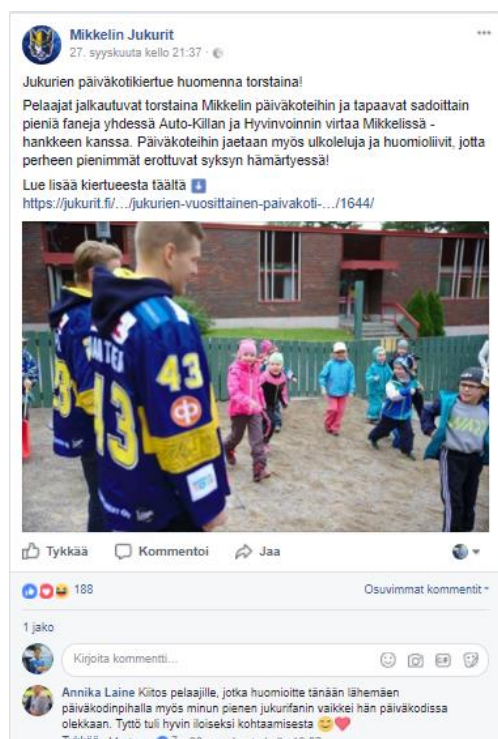 Mikkelin Jukurit
27. syyskuuta kello 21:37 ·
Jukurien päiväkotikiertue huomenna torstaina!
Pelaajat jalkautuvat torstaina Mikkelin päiväkoteihin ja tapaavat sadoittain
pieniä faneja yhdessä Auto-Killan ja Hyvinvoinnin virtaa Mikkelissä -
hankkeen kanssa. Päiväkoteihin jaetaan myös ulkoleluja ja huomioliivit, jotta
perheen pienimmät erottuvat syksyn hämärtyessä!
Lue lisää kiertueesta täältä ⬇
https://jukurit.fi/.../jukurien-vuosittainen-paivakoti-.../1644/
43
43
Tykkää Kommentoi Jaa
188 Osuvimmat kommentit
1 jako
Kirjoita kommentti... GIF
Annika Laine Kiitos pelaajille, jotka huomioitte tänään lähemäen
päiväkodinpihalla myös minun pienen jukurifanin vaikkei hän päiväkodissa
olekkaan. Tyttö tuli hyvin iloiseksi kohtaamisesta 😊❤